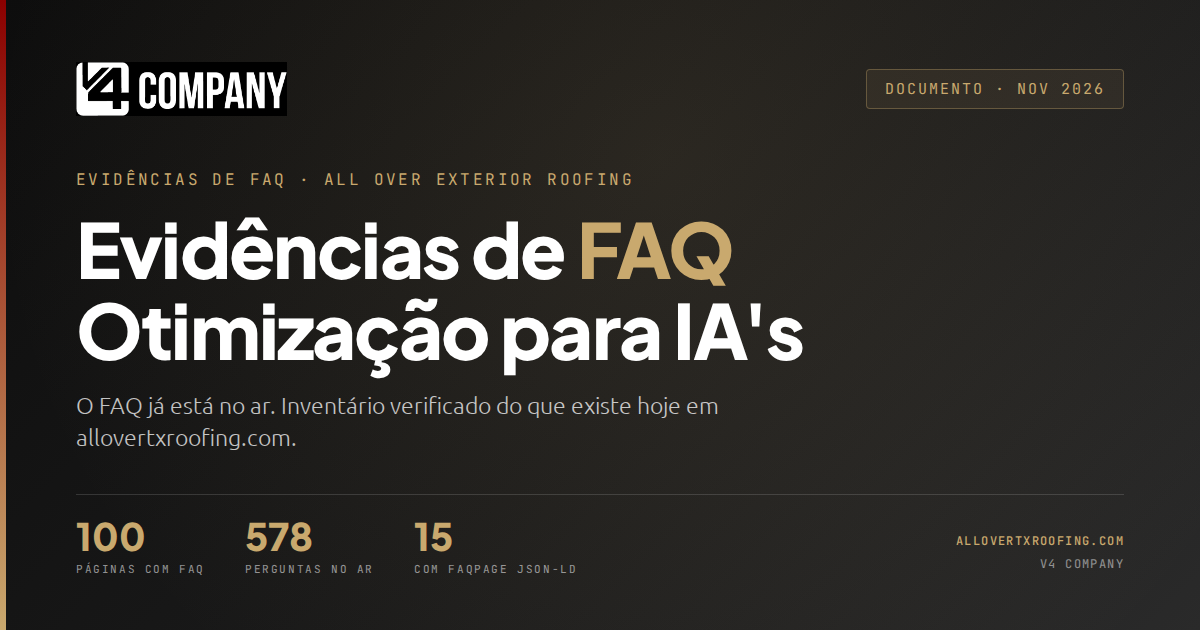 V4 COMPANY
DOCUMENTO · NOV 2026
EVIDÊNCIAS DE FAQ · ALL OVER EXTERIOR ROOFING
Evidências de FAQ
Otimização para IA's
O FAQ já está no ar. Inventário verificado do que existe hoje em
allovertxroofing.com.
100
PÁGINAS COM FAQ
578
PERGUNTAS NO AR
15
COM FAQPAGE JSON-LD
ALLOVERTXROOFING.COM
V4 COMPANY